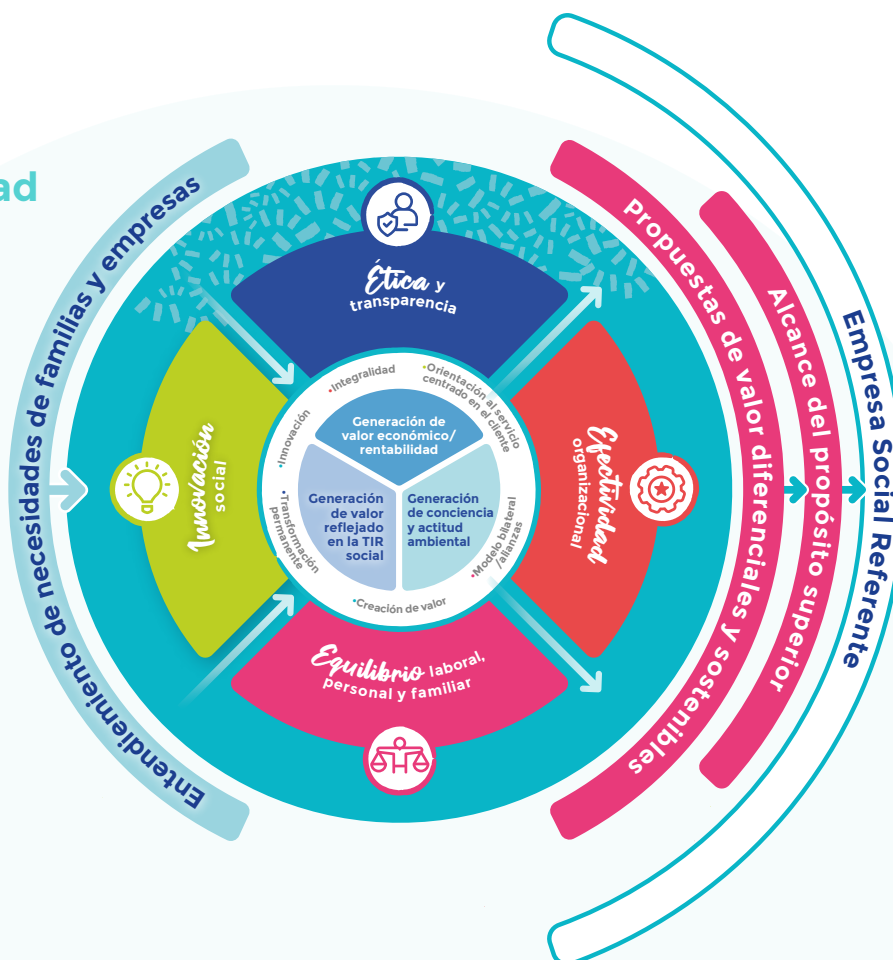 ad
Entendimiento de necesidades de familias y empresas
Ética y
transparencia
Innovación
social
Efectividad
organizacional
Equilibrio laboral,
personal y familiar
•Integralidad
•Orientación al servicio
centrado en el cliente
•Innovación
•Transformación
permanente
•Creación de valor
•Modelo bilateral
/alianzas
Generación de
valor económico/
rentabilidad
Generación
de valor
reflejado
en la TIR
social
Generación
de conciencia
y actitud
ambiental
Propuestas de valor diferenciales y sostenibles
Alcance del propósito superior
Empresa Social Referente